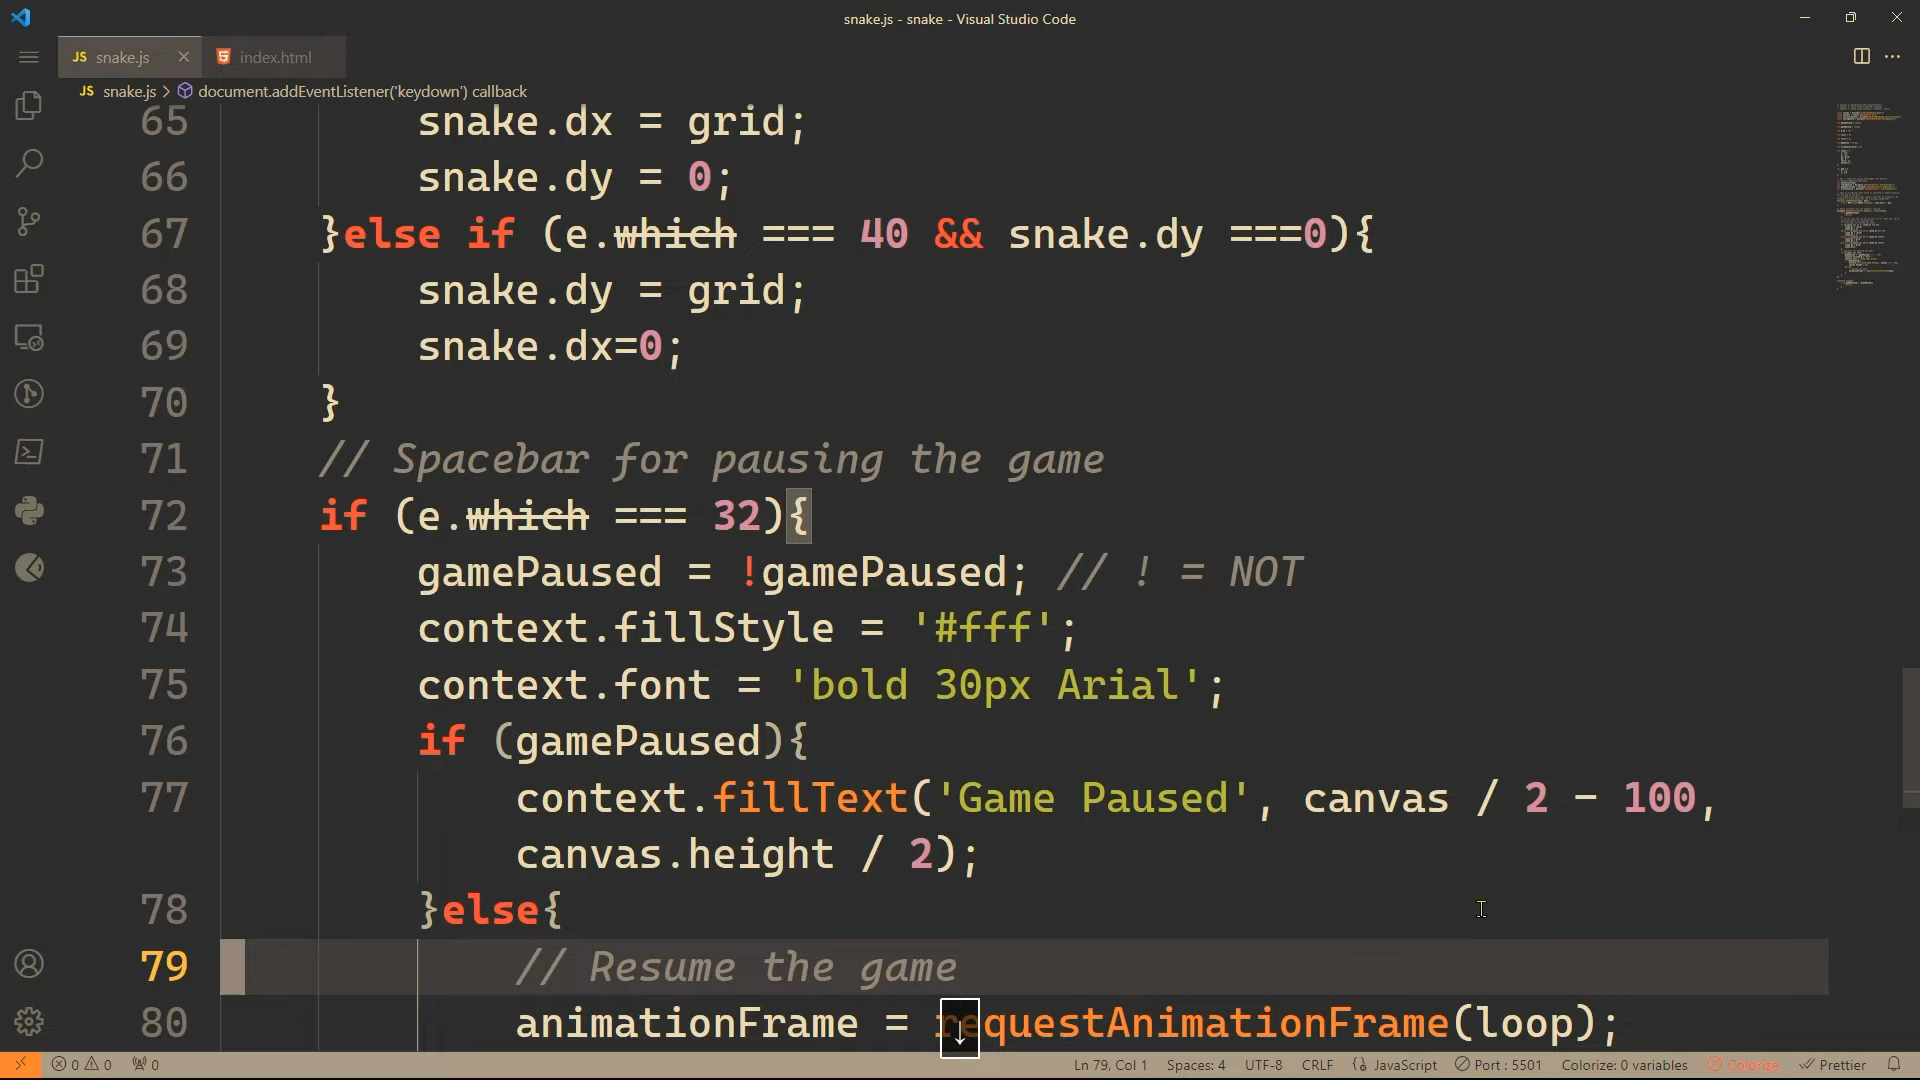 snake.js - snake - Visual Studio Code
JS snake.js
index.html
JS snake.js > document.addEventListener('keydown') callback
65 snake.dx = grid;
66 snake.dy = 0;
67 }else if (e.which === 40 && snake.dy ===0){
68 snake.dy = grid;
69 snake.dx=0;
70 }
71 // Spacebar for pausing the game
72 if (e.which === 32){
73 gamePaused = !gamePaused; // ! = NOT
74 context.fillStyle = '#fff';
75 context.font = 'bold 30px Arial';
76 if (gamePaused){
77 context.fillText('Game Paused', canvas / 2 - 100,
canvas.height / 2);
78 }else{
79 // Resume the game
80 animationFrame = requestAnimationFrame(loop);
0 0 0 Ln 79, Col 1 Spaces: 4 UTF-8 CRLF JavaScript Port : 5501 Colorize: 0 variables Colorize Prettier